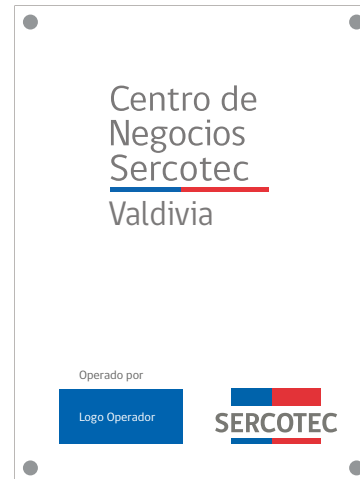 Centro de
Negocios
Sercotec
Valdivia
Operado por
Logo Operador
SERCOTEC